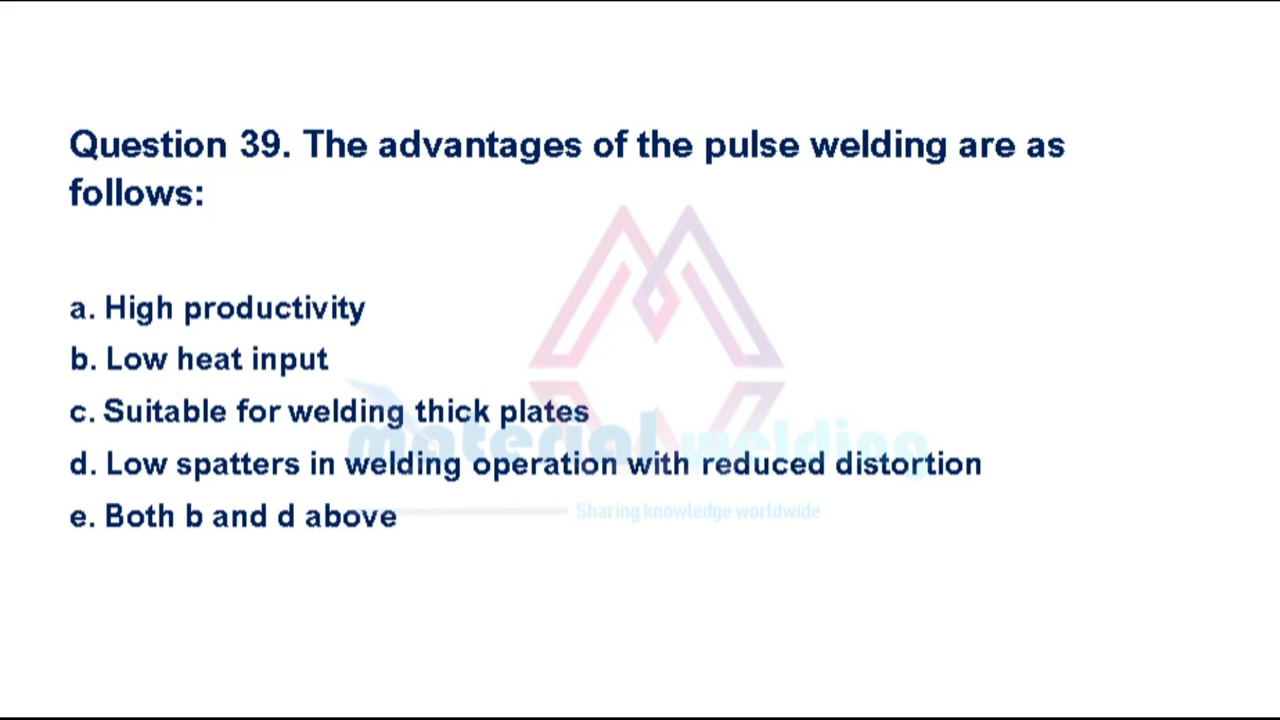 Question 39. The advantages of the pulse welding are as
follows:
a. High productivity
b. Low heat input
c. Suitable for welding thick plates
material welding
d. Low spatters in welding operation with reduced distortion
e. Both b and d above
Sharing knowledge worldwide